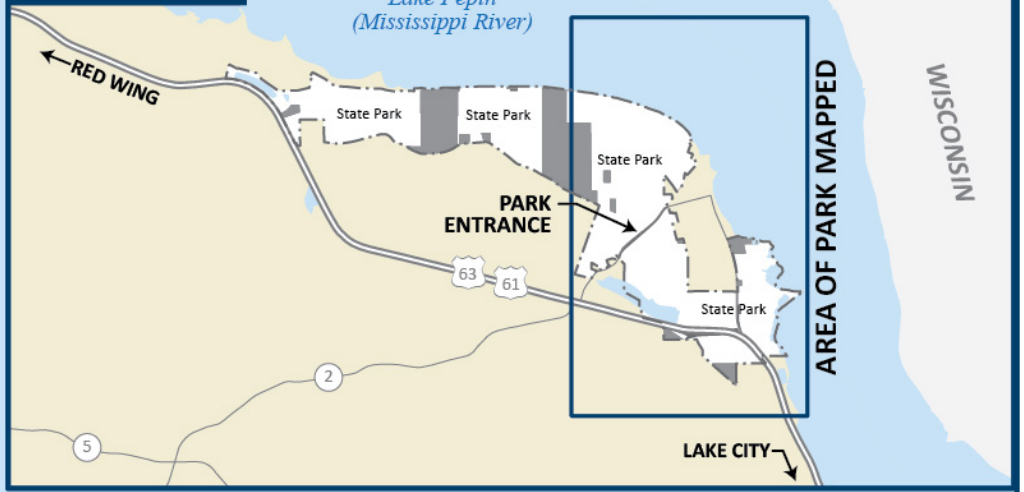 Lake Pepin
(Mississippi River)
RED WING
State Park
State Park
State Park
PARK
ENTRANCE
63
61
State Park
2
5
LAKE CITY
AREA OF PARK MAPPED
WISCONSIN